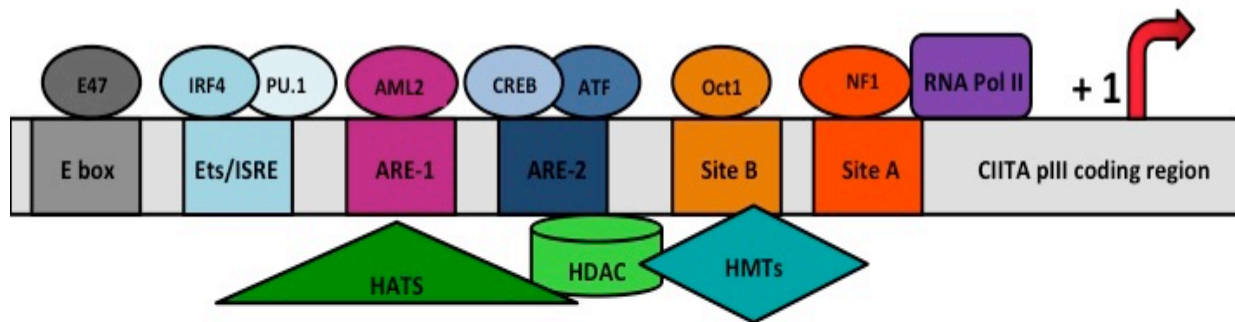 E47
IRF4
PU.1
AML2
CREB
ATF
Oct1
NF1
RNA Pol II
+ 1
E box
Ets/ISRE
ARE-1
ARE-2
Site B
Site A
CIITA pIII coding region
HATS
HDAC
HMTs